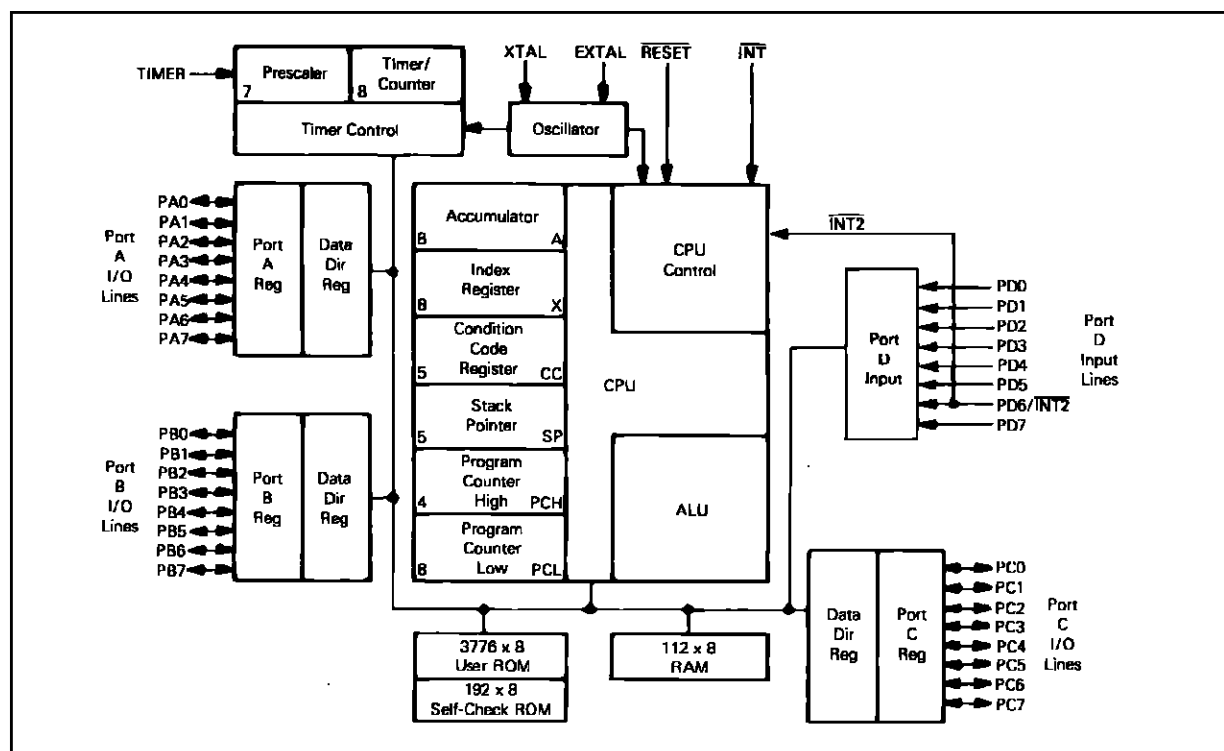 TIMER
Prescaler
7
Timer/
Counter
8
Timer Control
XTAL
EXTAL
RESET
INT
Oscillator
Port
A
I/O
Lines
PA0
PA1
PA2
PA3
PA4
PA5
PA6
PA7
Port
A
Reg
Data
Dir
Reg
Port
B
I/O
Lines
PB0
PB1
PB2
PB3
PB4
PB5
PB6
PB7
Port
B
Reg
Data
Dir
Reg
Accumulator
8 A
Index
Register
8 X
Condition
Code
Register
5 CC
Stack
Pointer
5 SP
Program
Counter
High
4 PCH
Program
Counter
Low
8 PCL
CPU
CPU
Control
ALU
INT2
Port
D
Input
PD0
PD1
PD2
PD3
PD4
PD5
PD6/INT2
PD7
Port
D
Input
Lines
3776 x 8
User ROM
192 x 8
Self-Check ROM
112 x 8
RAM
Data
Dir
Reg
Port
C
Reg
PC0
PC1
PC2
PC3
PC4
PC5
PC6
PC7
Port
C
I/O
Lines